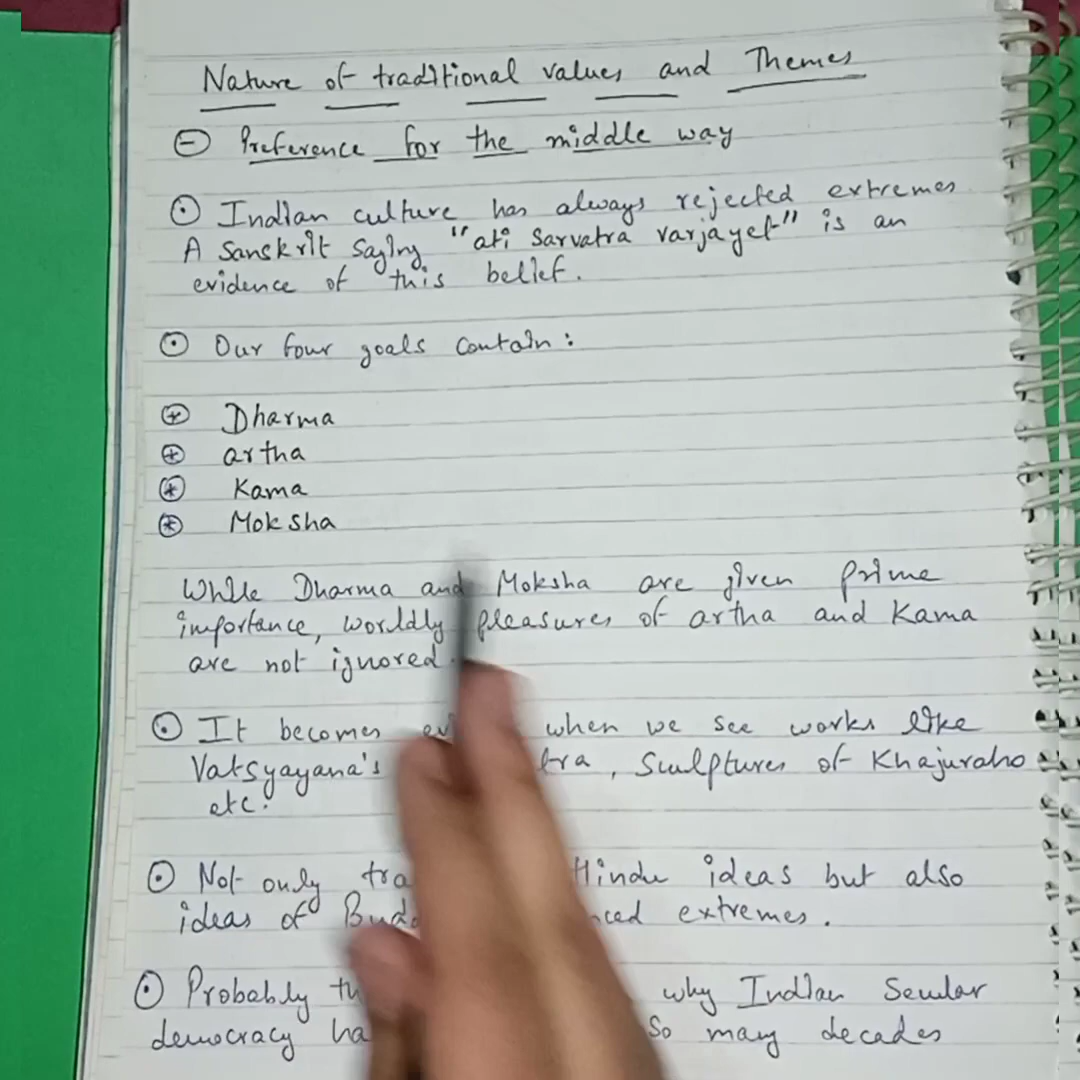 Nature of traditional values and Themes
Preference for the middle way
Indian culture has always rejected extremes
A Sanskrit saying "ati sarvatra varjayet" is an
evidence of this belief.
Our four goals contain:
Dharma
artha
Kama
Moksha
While Dharma and Moksha are given prime
importance, worldly pleasures of artha and Kama
are not ignored.
It becomes when we see works like
Vatsyayana's , Sculptures of Khajuraho
etc.
Not only Hindu ideas but also
ideas of extremes.
Probably why Indian Secular
democracy So many decades